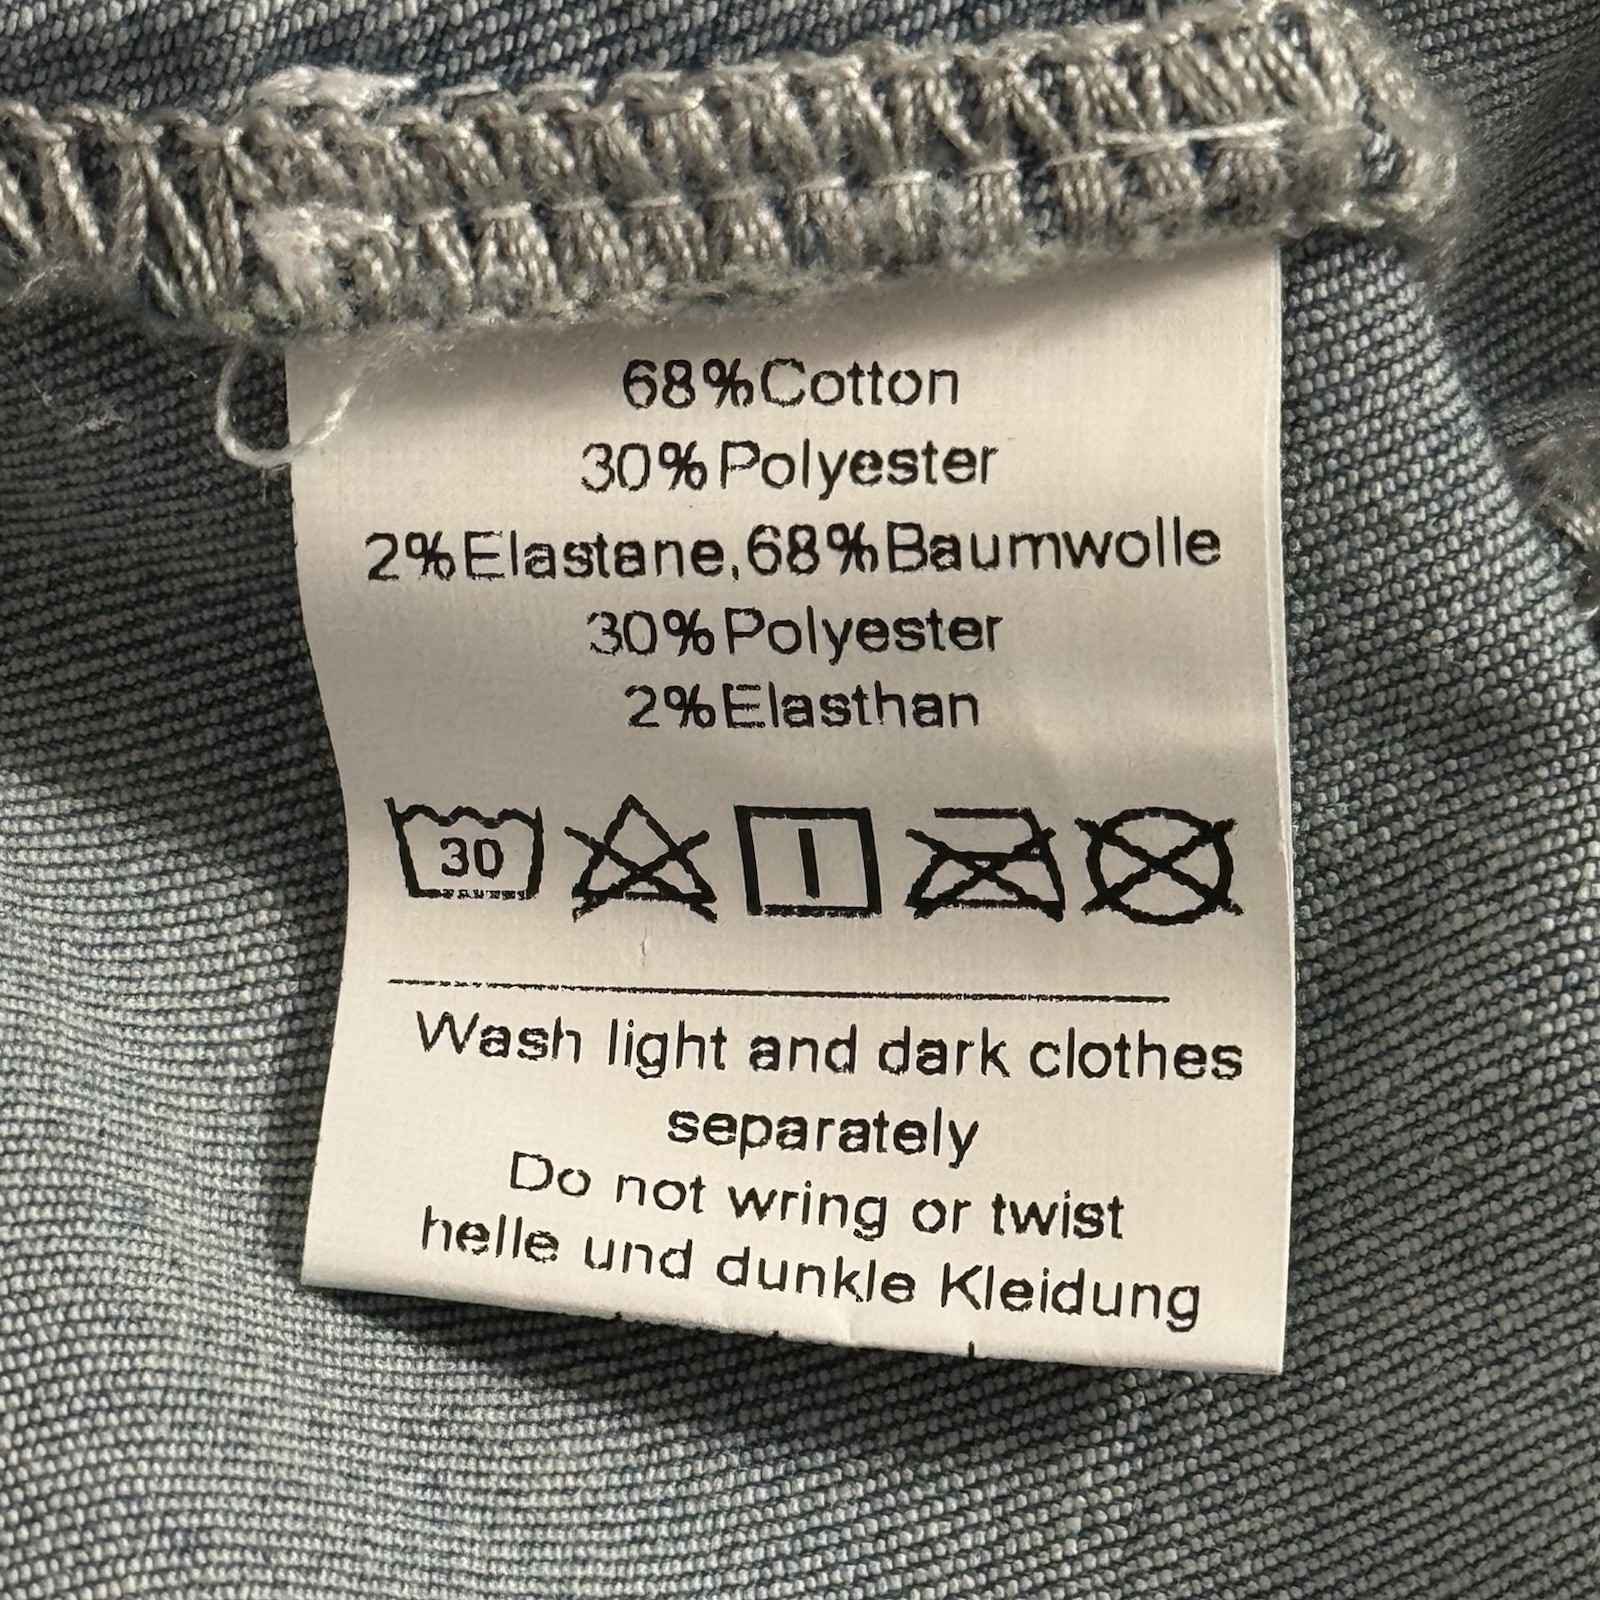 68%Cotton
30%Polyester
2%Elastane,68%Baumwolle
30%Polyester
2%Elasthan
30
Wash light and dark clothes
separately
Do not wring or twist
helle und dunkle Kleidung